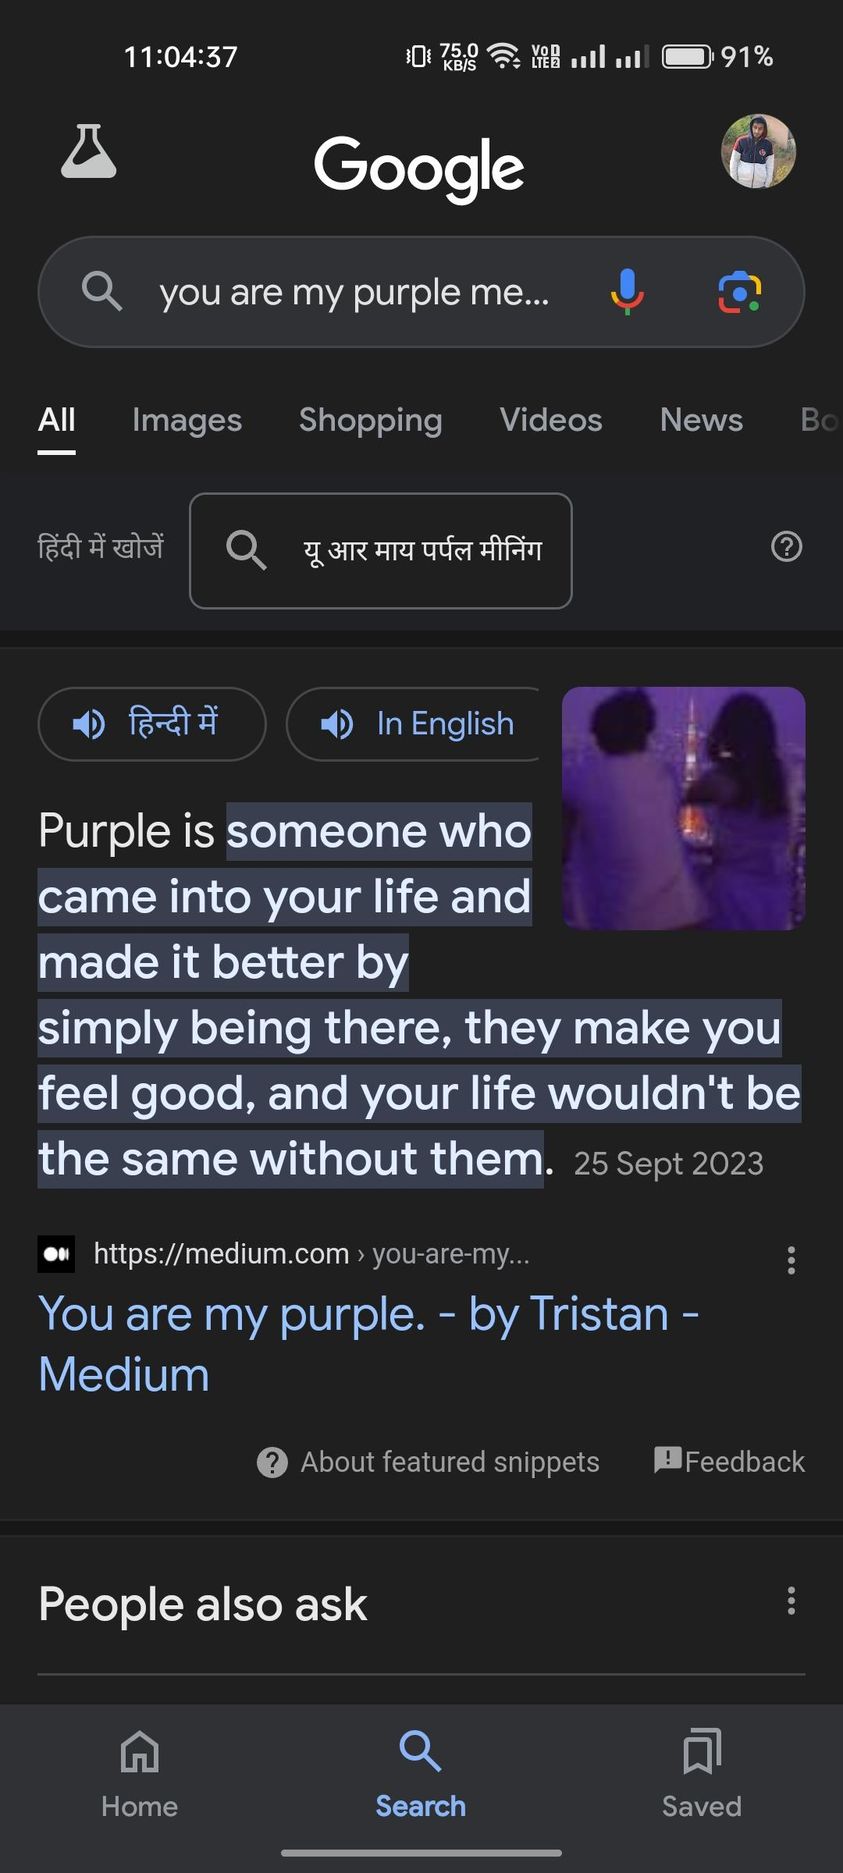 11:04:37 75.0 KB/S Vo LTE 2 91%
Google
you are my purple me...
All Images Shopping Videos News Bo
हिंदी में खोजें यू आर माय पर्पल मीनिंग
हिन्दी में In English
Purple is someone who
came into your life and
made it better by
simply being there, they make you
feel good, and your life wouldn't be
the same without them. 25 Sept 2023
https://medium.com › you-are-my...
You are my purple. - by Tristan -
Medium
About featured snippets Feedback
People also ask
Home Search Saved